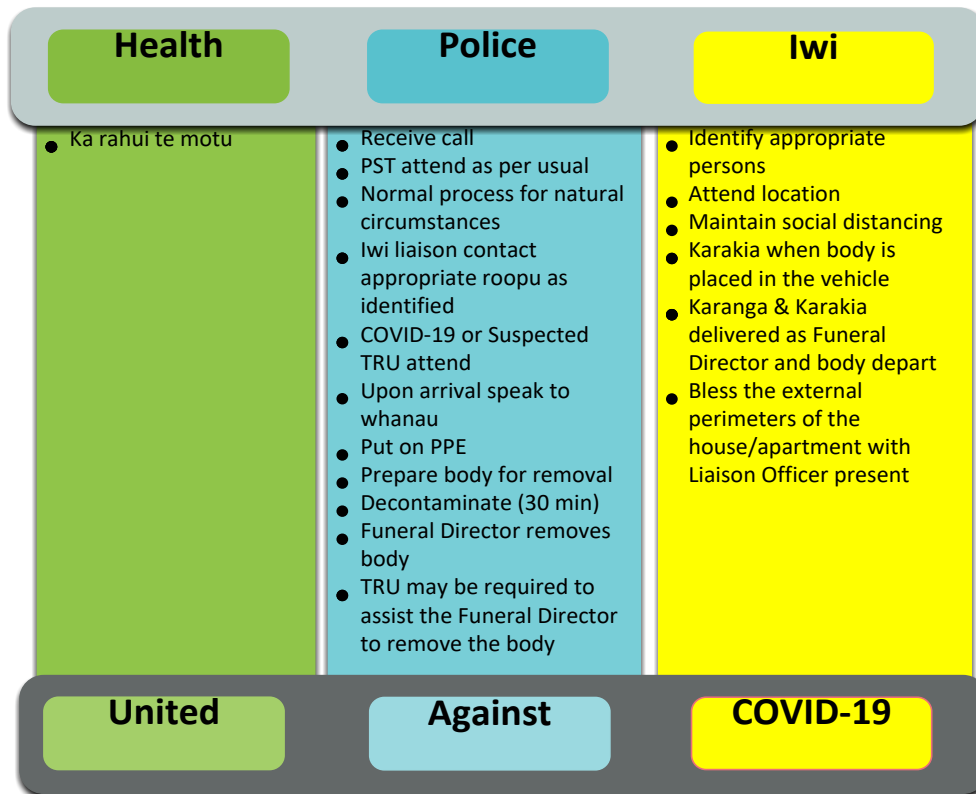 Health
Police
Iwi
• Ka rahui te motu
• Receive call
• PST attend as per usual
• Normal process for natural
circumstances
• Iwi liaison contact
appropriate roopu as
identified
• COVID-19 or Suspected
TRU attend
• Upon arrival speak to
whanau
• Put on PPE
• Prepare body for removal
• Decontaminate (30 min)
• Funeral Director removes
body
• TRU may be required to
assist the Funeral Director
to remove the body
• Identify appropriate
persons
• Attend location
• Maintain social distancing
• Karakia when body is
placed in the vehicle
• Karanga & Karakia
delivered as Funeral
Director and body depart
• Bless the external
perimeters of the
house/apartment with
Liaison Officer present
United
Against
COVID-19